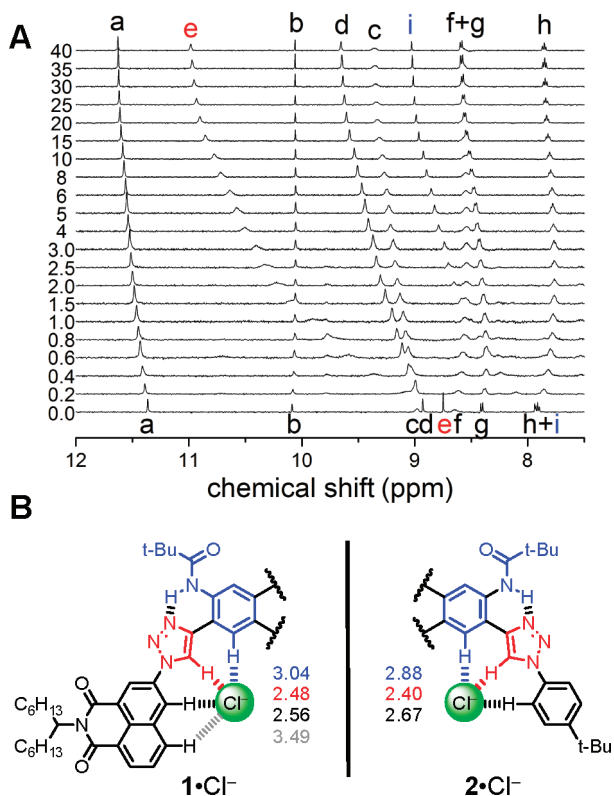 A
a e b d c i f+g h
40
35
30
25
20
15
10
8
6
5
4
3.0
2.5
2.0
1.5
1.0
0.8
0.6
0.4
0.2
0.0
a b c d e f g h+i
12 11 10 9 8
chemical shift (ppm)
B
t-Bu O
N
H
N
N
N
H
H
3.04
2.48
2.56
3.49
H
Cl⁻
H
O
C₆H₁₃
N
C₆H₁₃
O
1•Cl⁻
O t-Bu
N
H
N
N
N
H
H
2.88
2.40
2.67
Cl⁻
H
t-Bu
2•Cl⁻